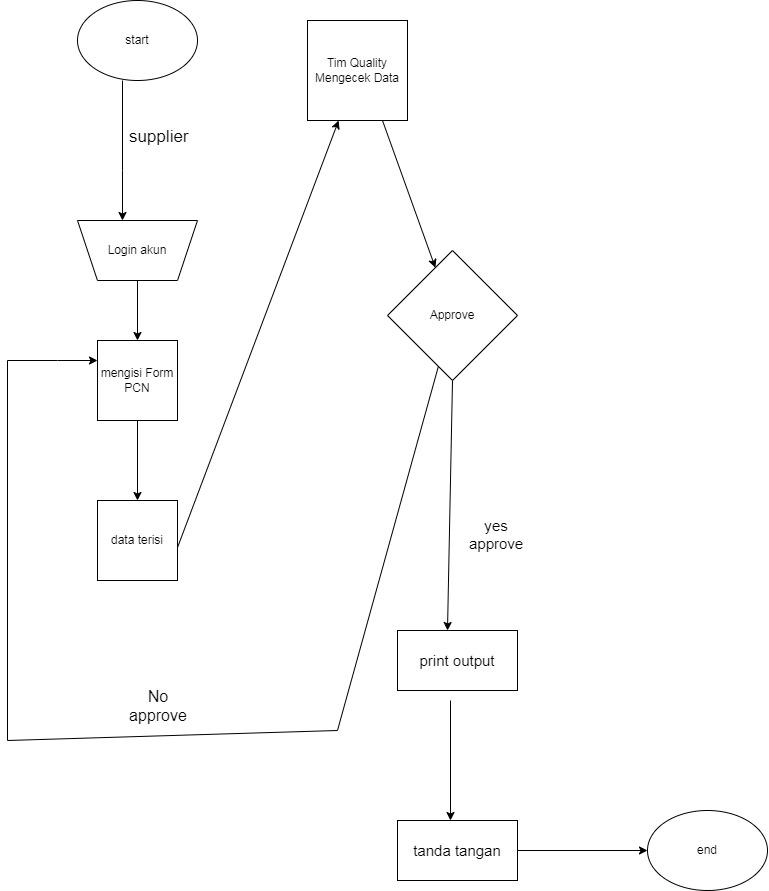 start
supplier
Login akun
mengisi Form
PCN
data terisi
Tim Quality
Mengecek Data
Approve
No
approve
yes
approve
print output
tanda tangan
end